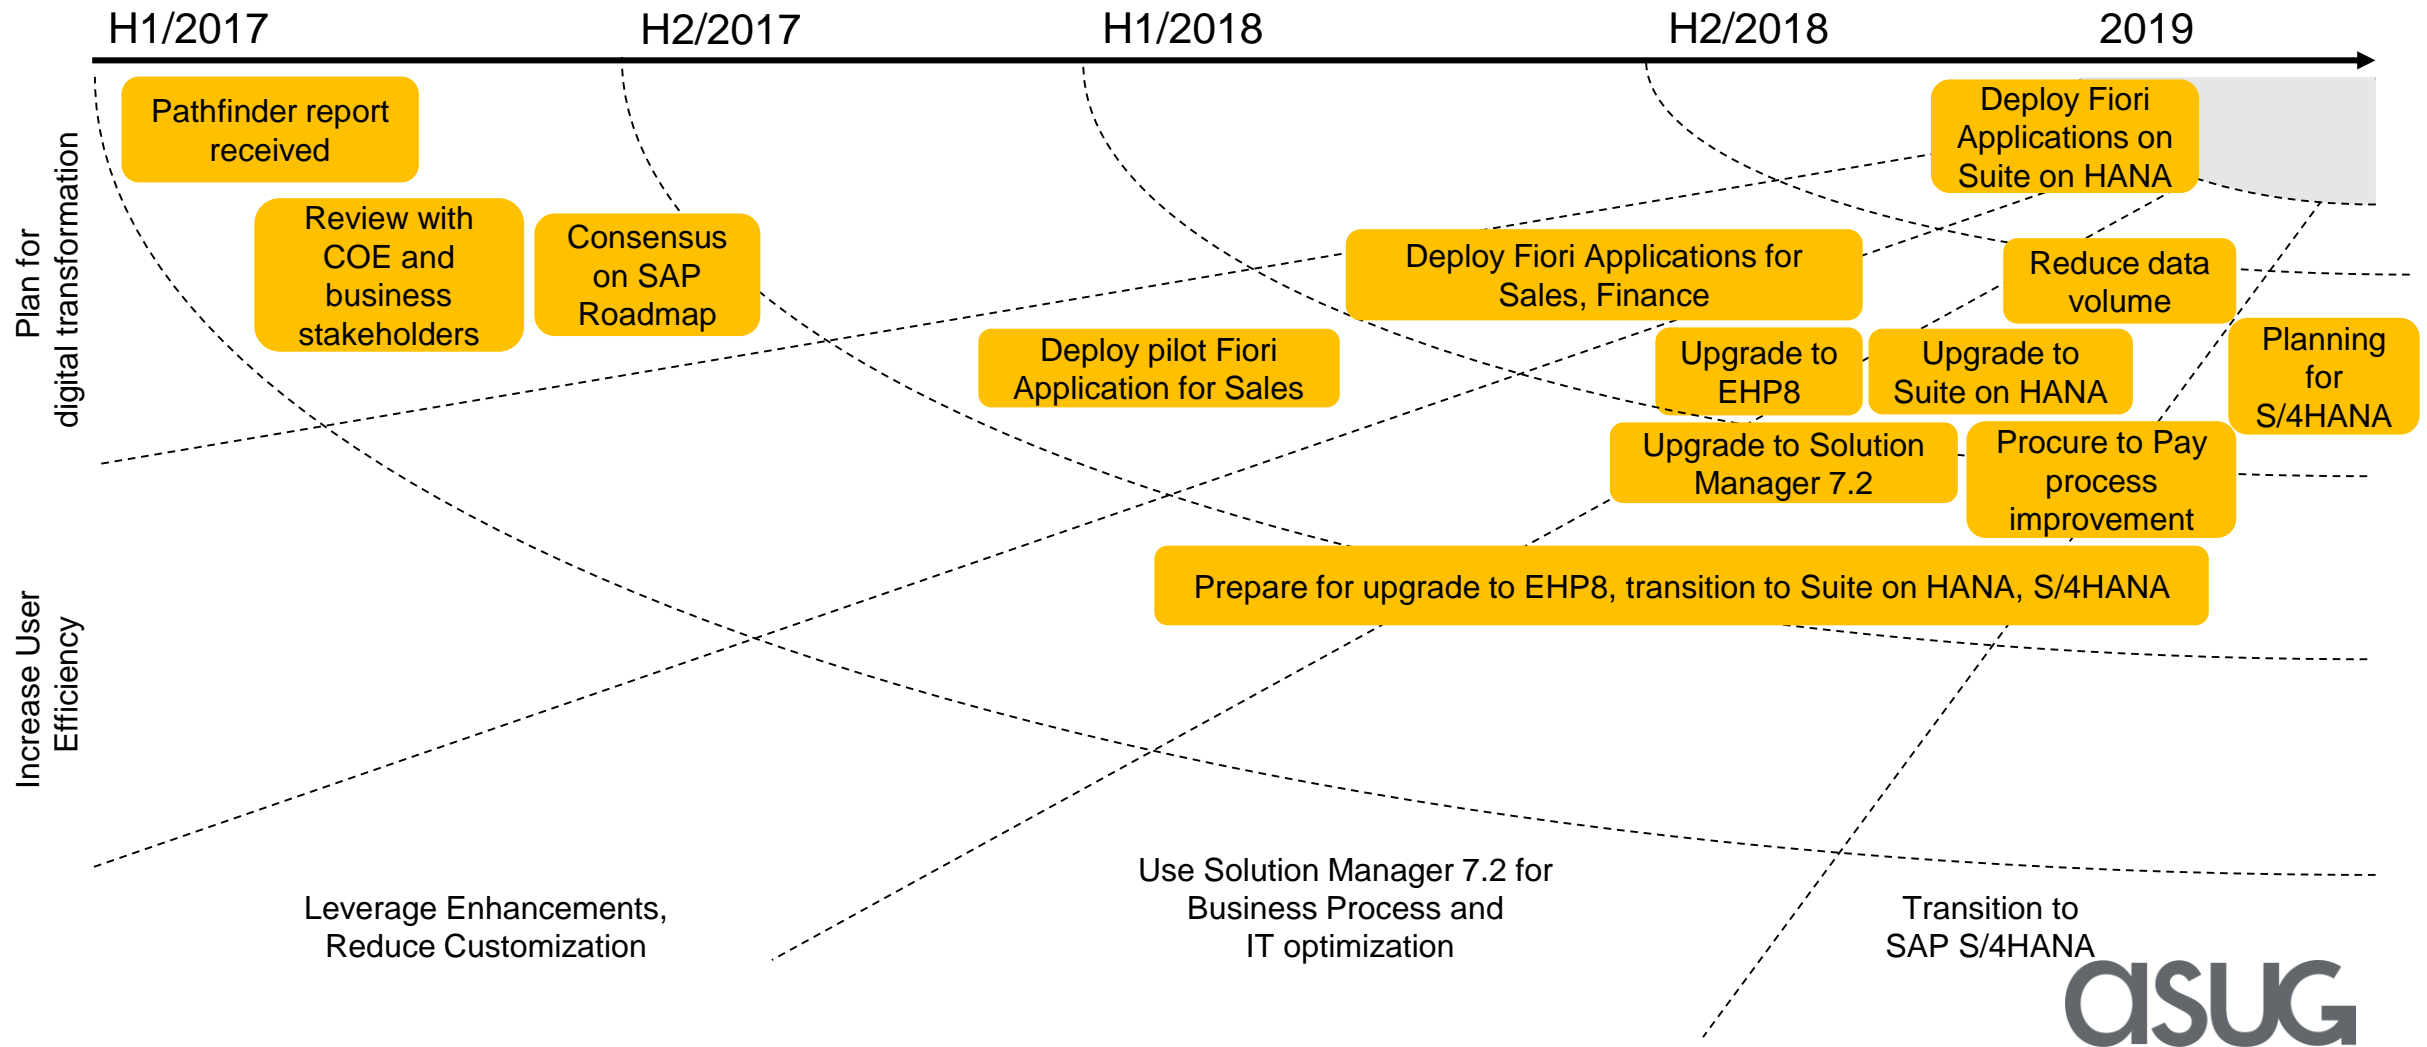 H1/2017
H2/2017
H1/2018
H2/2018
2019
Plan for
digital transformation
Increase User
Efficiency
Pathfinder report
received
Review with
COE and
business
stakeholders
Consensus
on SAP
Roadmap
Deploy pilot Fiori
Application for Sales
Deploy Fiori Applications for
Sales, Finance
Deploy Fiori
Applications on
Suite on HANA
Reduce data
volume
Upgrade to
EHP8
Upgrade to
Suite on HANA
Planning
for
S/4HANA
Upgrade to Solution
Manager 7.2
Procure to Pay
process
improvement
Prepare for upgrade to EHP8, transition to Suite on HANA, S/4HANA
Leverage Enhancements,
Reduce Customization
Use Solution Manager 7.2 for
Business Process and
IT optimization
Transition to
SAP S/4HANA
asuG